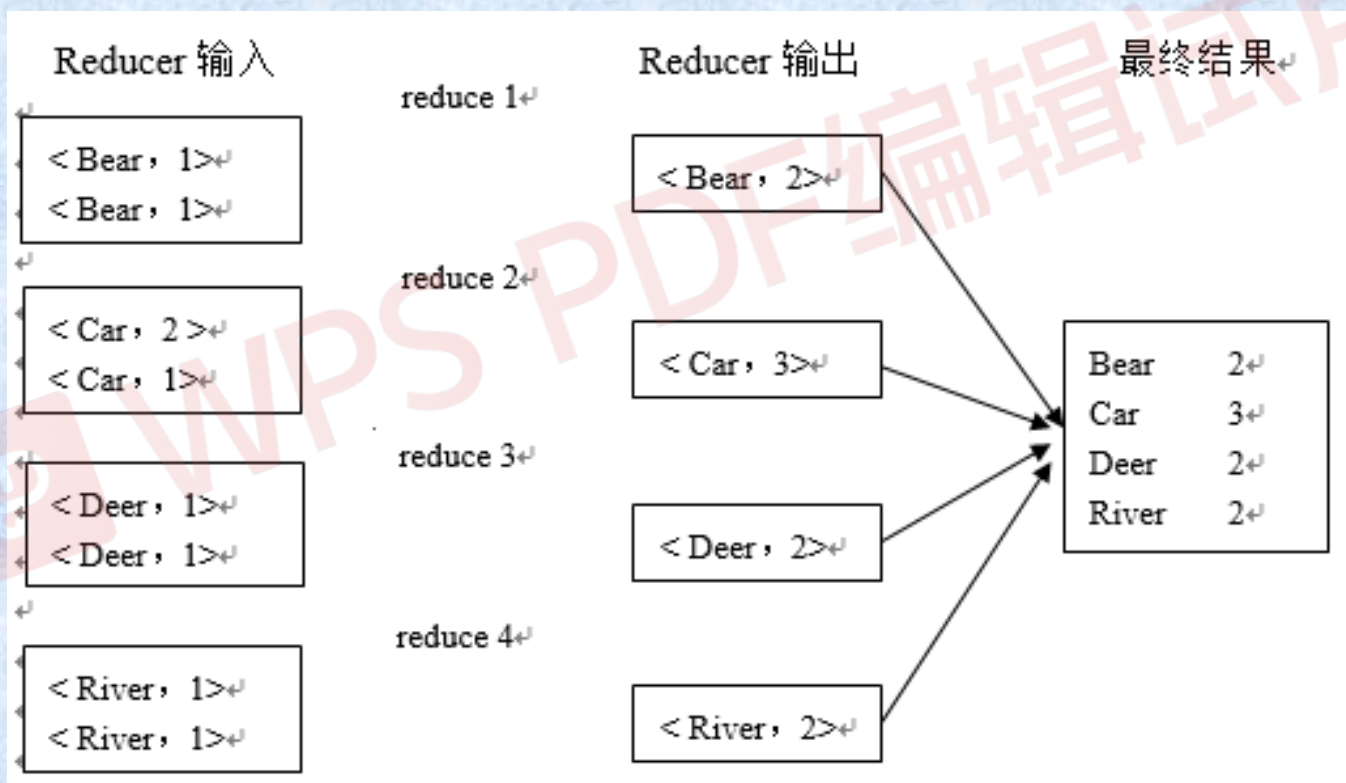 Reducer 输入
Reducer 输出
最终结果
reduce 1
<Bear，1>
<Bear，1>
<Bear，2>
reduce 2
<Car，2 >
<Car，1>
<Car，3>
reduce 3
<Deer，1>
<Deer，1>
<Deer，2>
reduce 4
<River，1>
<River，1>
<River，2>
Bear 2
Car 3
Deer 2
River 2
WPS PDF编辑试用